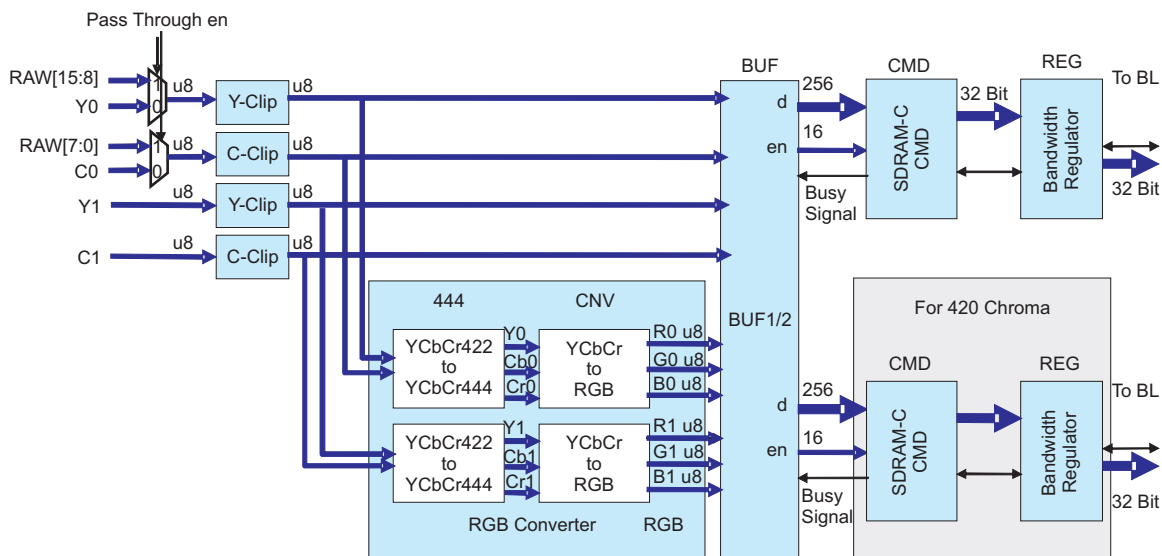 Pass Through en
RAW[15:8]
Y0
1
0
u8
Y-Clip
u8
RAW[7:0]
C0
1
0
u8
C-Clip
u8
Y1
u8
Y-Clip
u8
C1
u8
C-Clip
u8
BUF
d
256
en
16
Busy
Signal
CMD
SDRAM-C
CMD
32 Bit
REG
Bandwidth
Regulator
To BL
32 Bit
444
CNV
YCbCr422
to
YCbCr444
Y0
Cb0
Cr0
YCbCr
to
RGB
R0 u8
G0 u8
B0 u8
YCbCr422
to
YCbCr444
Y1
Cb1
Cr1
YCbCr
to
RGB
R1 u8
G1 u8
B1 u8
RGB Converter
RGB
BUF1/2
d
256
en
16
Busy
Signal
For 420 Chroma
CMD
SDRAM-C
CMD
REG
Bandwidth
Regulator
To BL
32 Bit